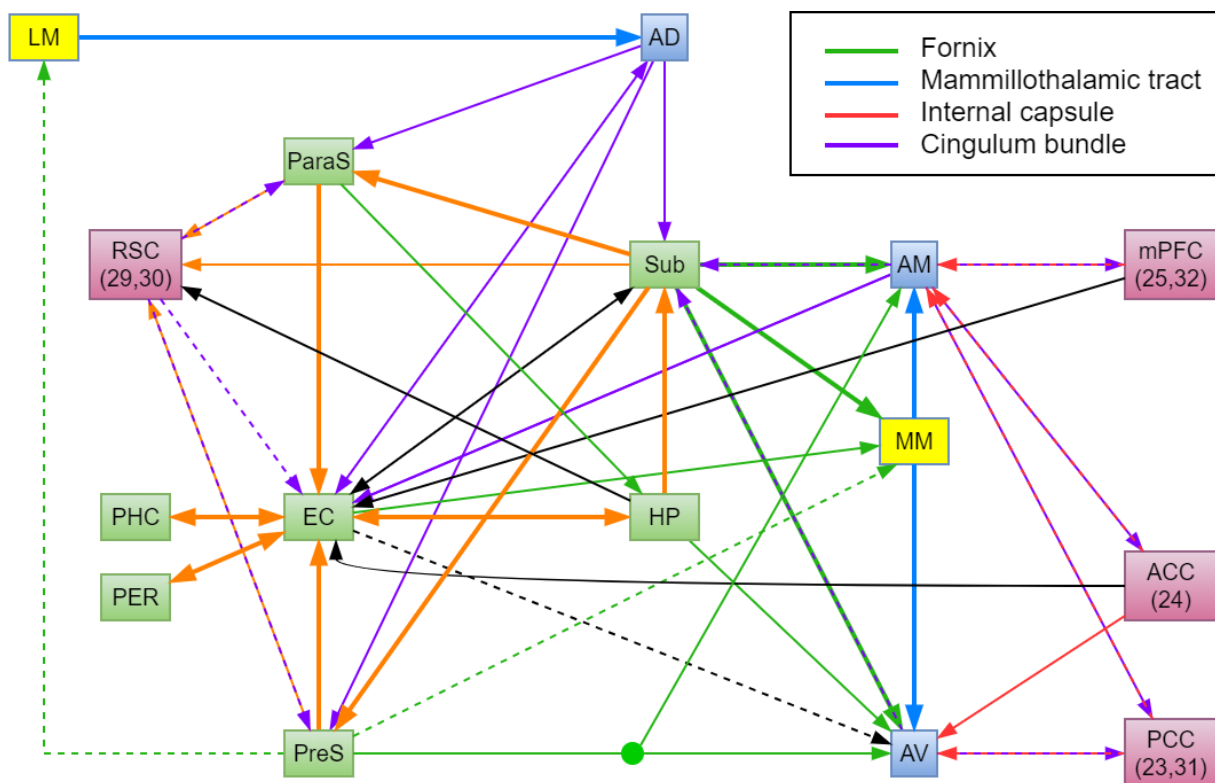 LM
AD
Fornix
Mammillothalamic tract
Internal capsule
Cingulum bundle
ParaS
RSC
(29,30)
Sub
AM
mPFC
(25,32)
MM
PHC
EC
HP
PER
ACC
(24)
PreS
AV
PCC
(23,31)